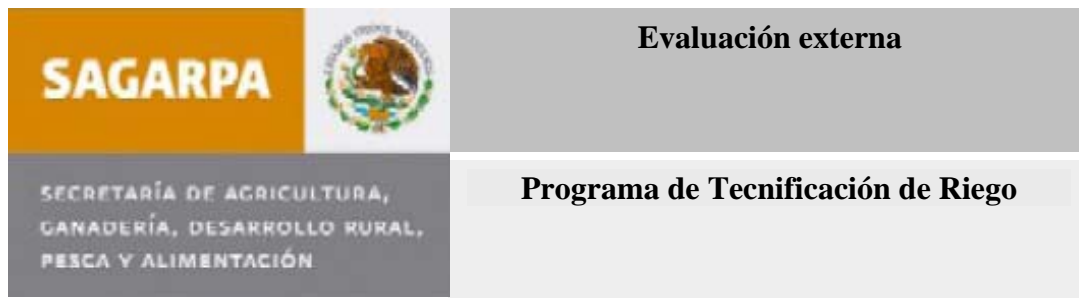 SAGARPA
Evaluación externa
SECRETARÍA DE AGRICULTURA,
GANADERÍA, DESARROLLO RURAL,
PESCA Y ALIMENTACIÓN
Programa de Tecnificación de Riego